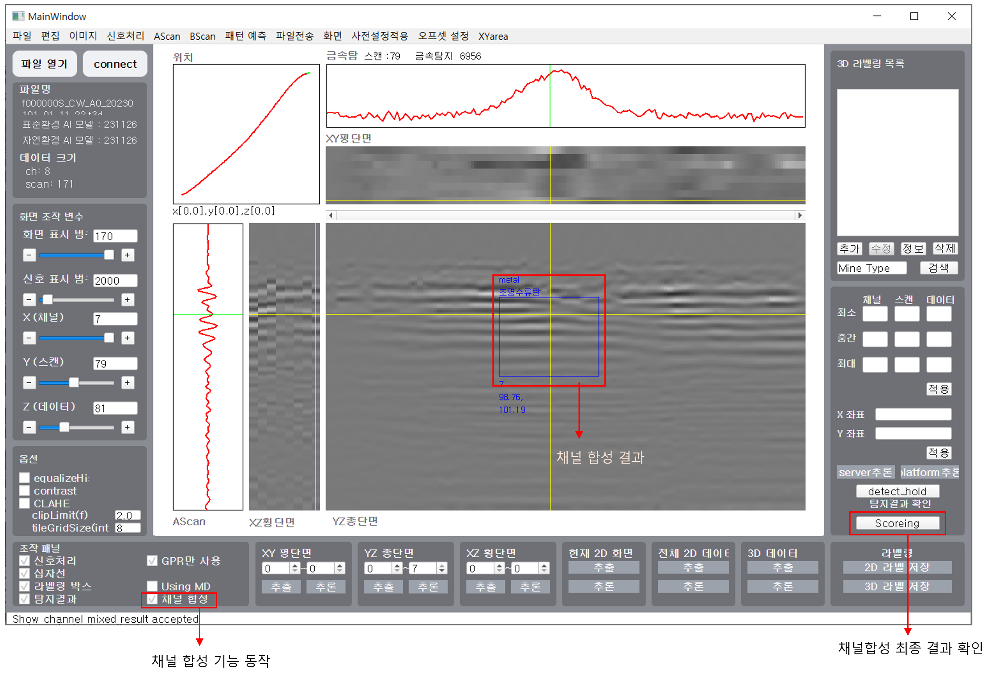 MainWindow
파일 편집 이미지 신호처리 AScan BScan 패턴 예측 파일전송 화면 사전설정적용 오프셋 설정 XYarea
파일 열기 connect
파일명
f000000S_CW_A0_20230
표순환경 AI 모델 : 231126
자연환경 AI 모델 : 231126
데이터 크기
ch: 8
scan: 171
화면 조작 변수
화면 표시 범 170
- +
신호 표시 범 2000
- +
X (채널) 7
- +
Y (스캔) 79
- +
Z (데이터) 81
- +
옵션
equalizeHi
contrast
CLAHE
clipLimit(f) 2.0
tileGridSize(int 8
위치
x[0.0],y[0.0],z[0.0]
금속탐 스캔 :79 금속탐지 6956
XY평단면
metal
조명수류탄
7
98.76,
101.19
채널 합성 결과
AScan XZ횡단면 YZ종단면
3D 라벨링 목록
추가 수정 정보 삭제
Mine Type 검색
채널 스캔 데이터
최소
중간
최대
적용
X 좌표
Y 좌표
적용
server추론 platform추론
detect_hold
탐지결과 확인
Scoreing
조작 패널
신호처리 GPR만 사용
십자선
라벨링 박스 Using MD
탐지결과 채널 합성
XY 평단면
0 ~ 0
추출 추론
YZ 종단면
0 ~ 7
추출 추론
XZ 횡단면
0 ~ 0
추출 추론
현재 2D 화면
추출
추론
전체 2D 데이터
추출
추론
3D 데이터
추출
추론
라벨링
2D 라벨 저장
3D 라벨 저장
Show channel mixed result accepted
채널 합성 기능 동작
채널합성 최종 결과 확인